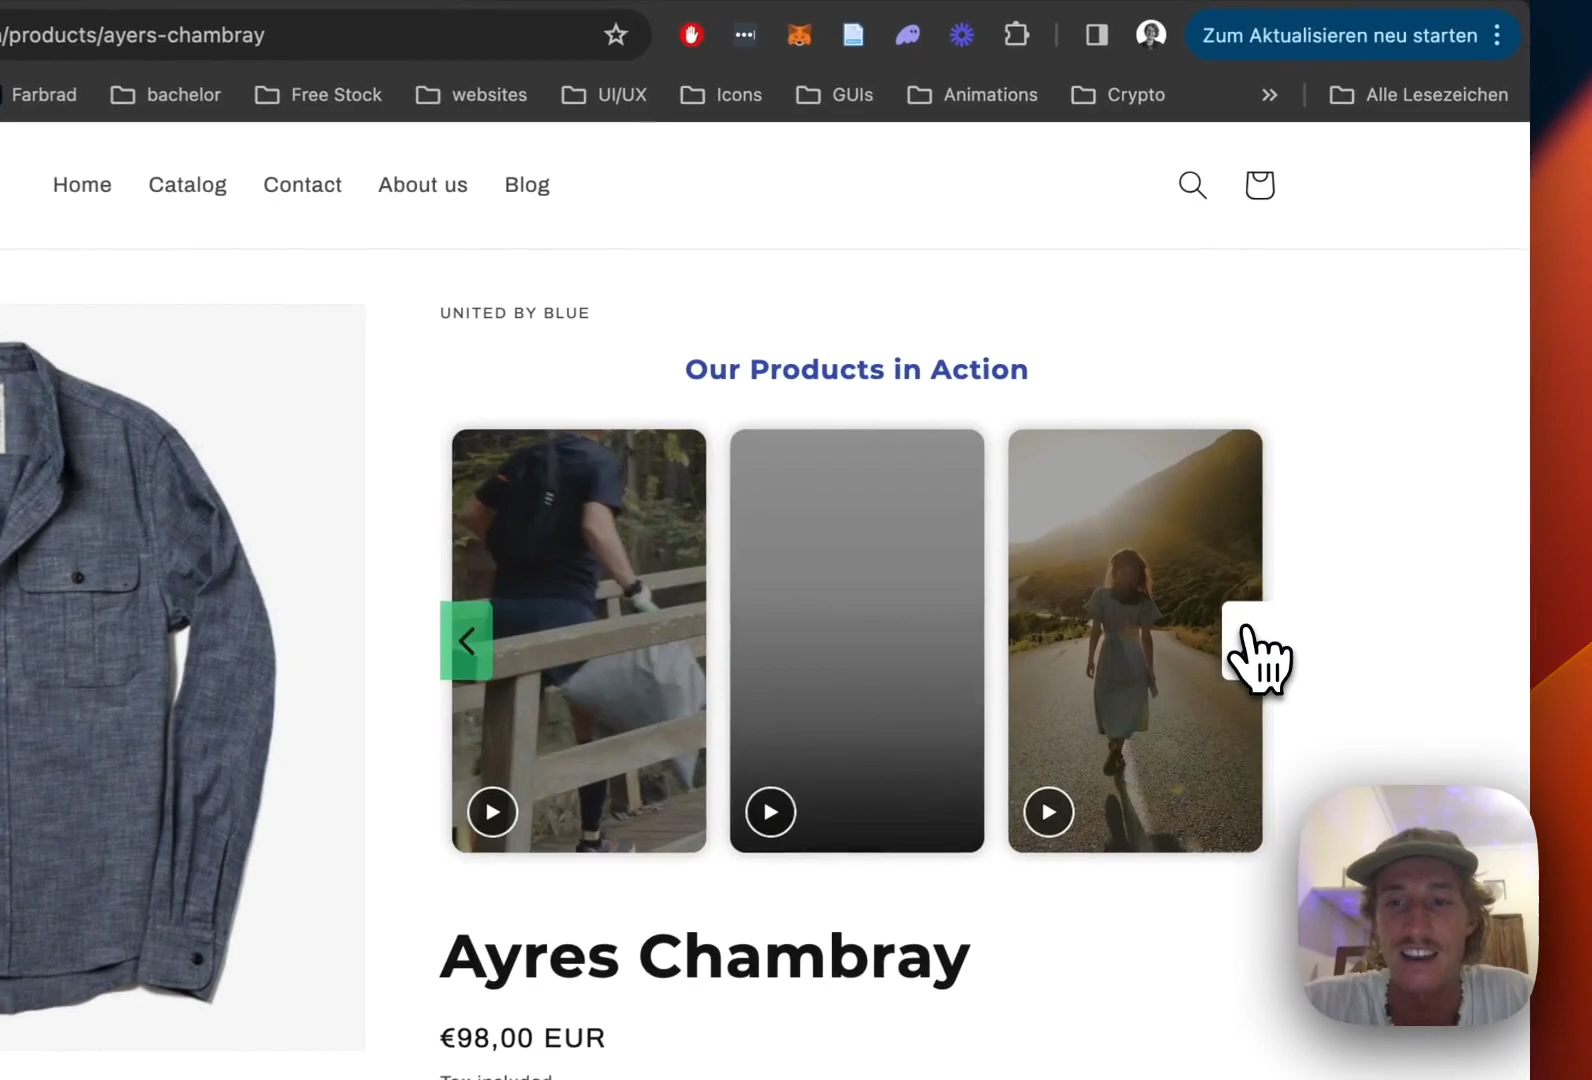 /products/ayers-chambray
Zum Aktualisieren neu starten
Farbrad
bachelor
Free Stock
websites
UI/UX
Icons
GUIs
Animations
Crypto
Alle Lesezeichen
Home
Catalog
Contact
About us
Blog
UNITED BY BLUE
Our Products in Action
Ayres Chambray
€98,00 EUR
Tax included